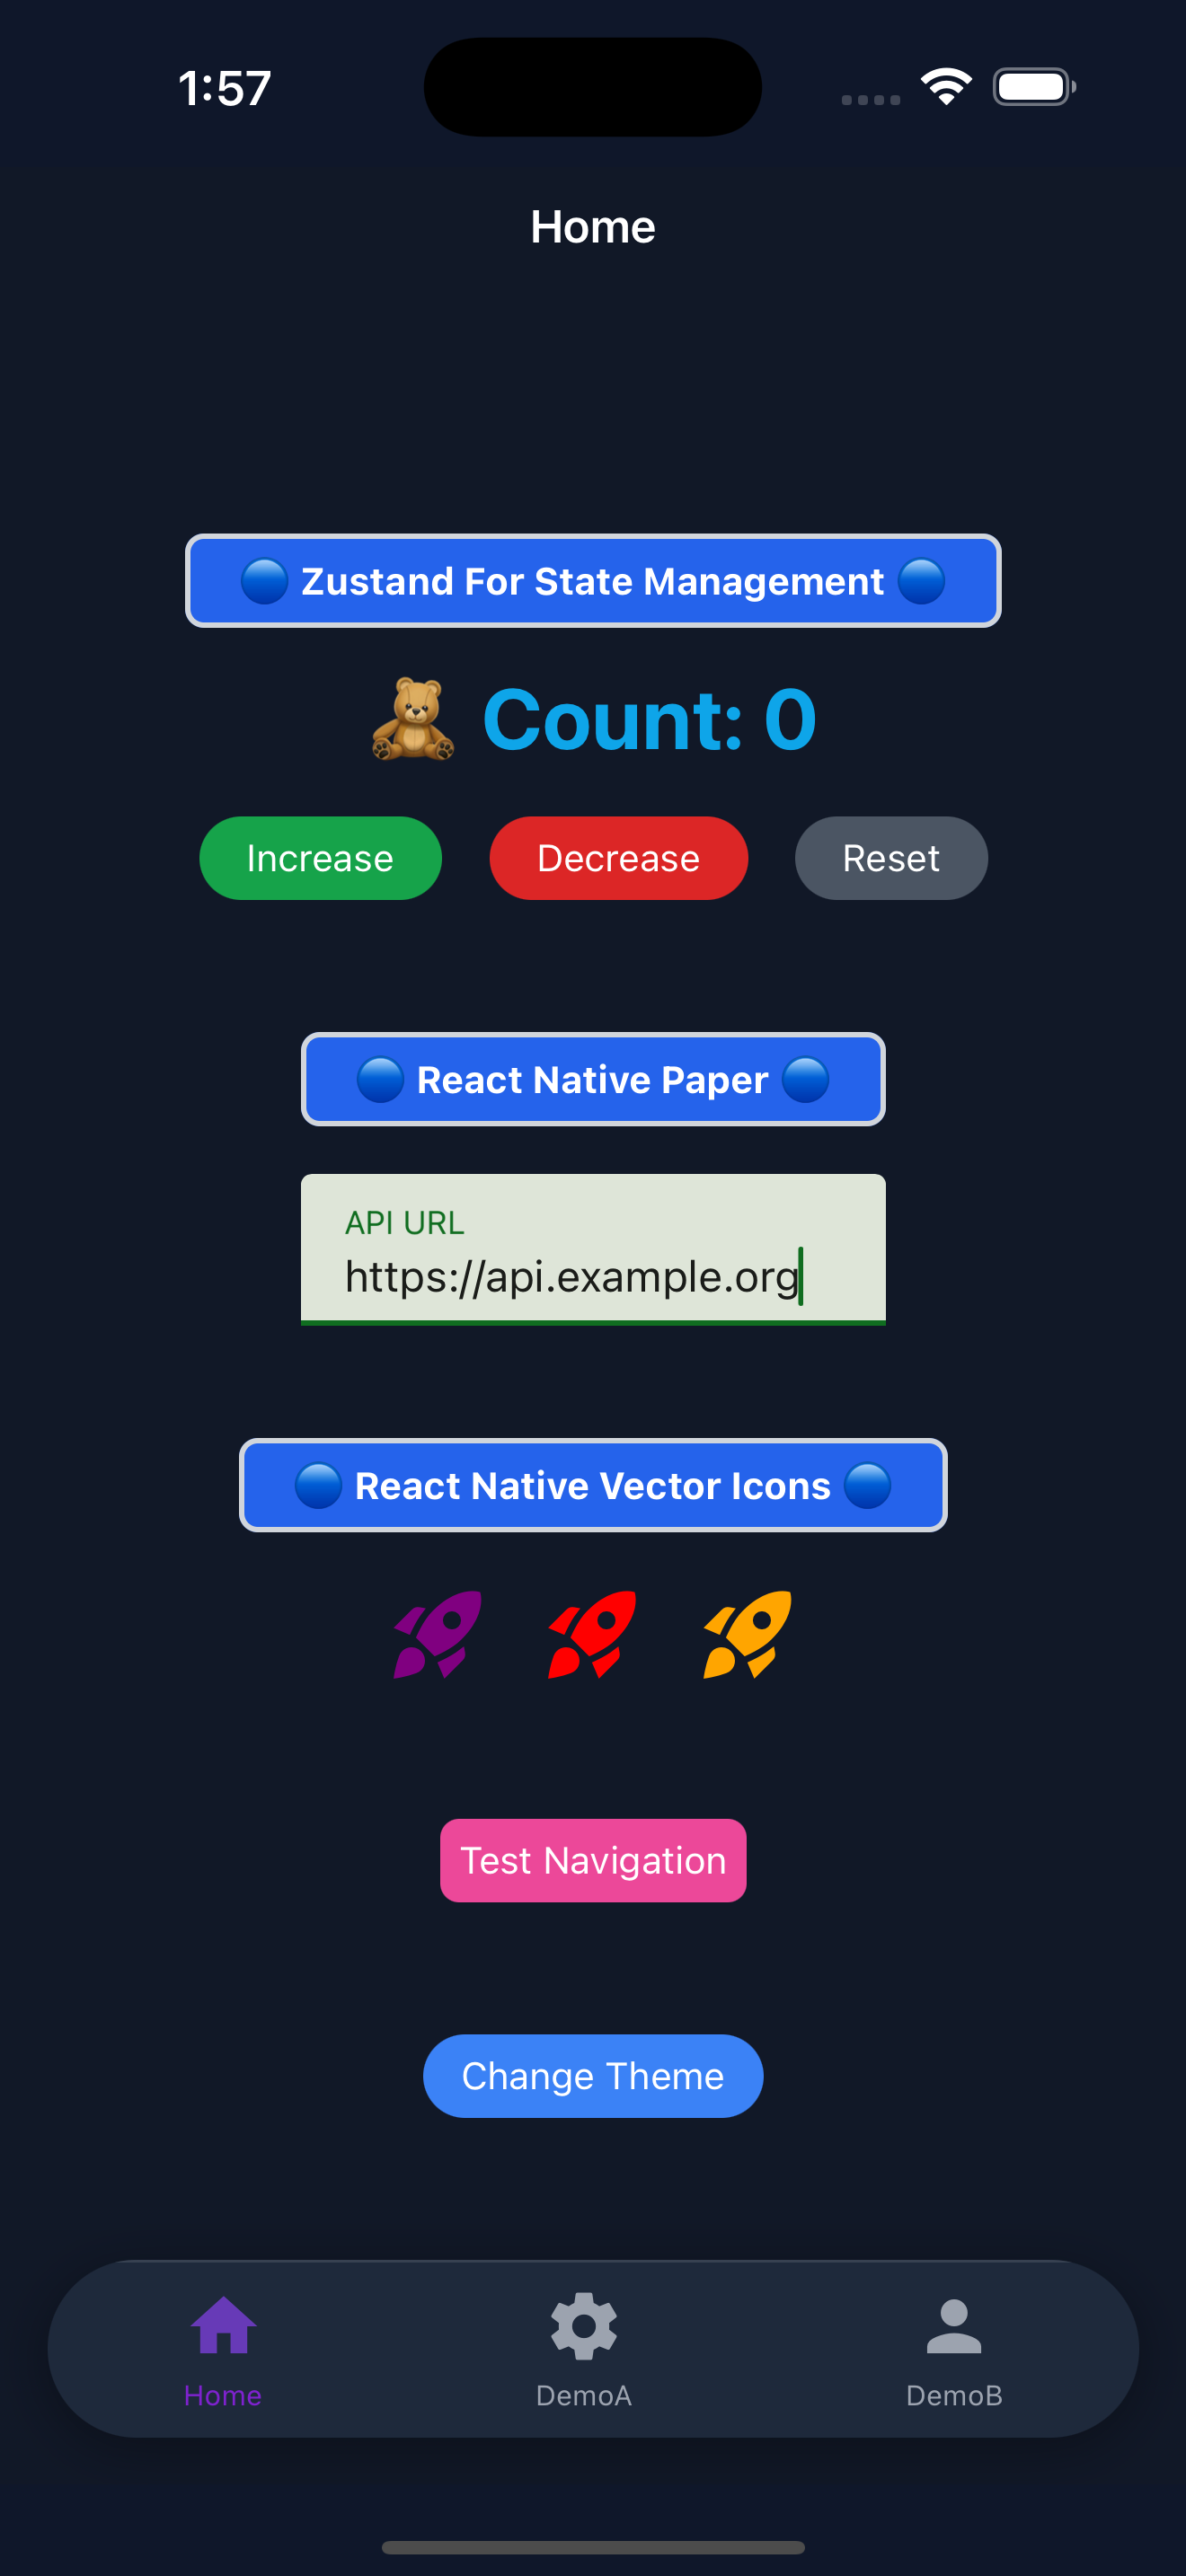 1:57
Home
🔵 Zustand For State Management 🔵
🧸 Count: 0
Increase Decrease Reset
🔵 React Native Paper 🔵
API URL
https://api.example.org
🔵 React Native Vector Icons 🔵
Test Navigation
Change Theme
Home DemoA DemoB